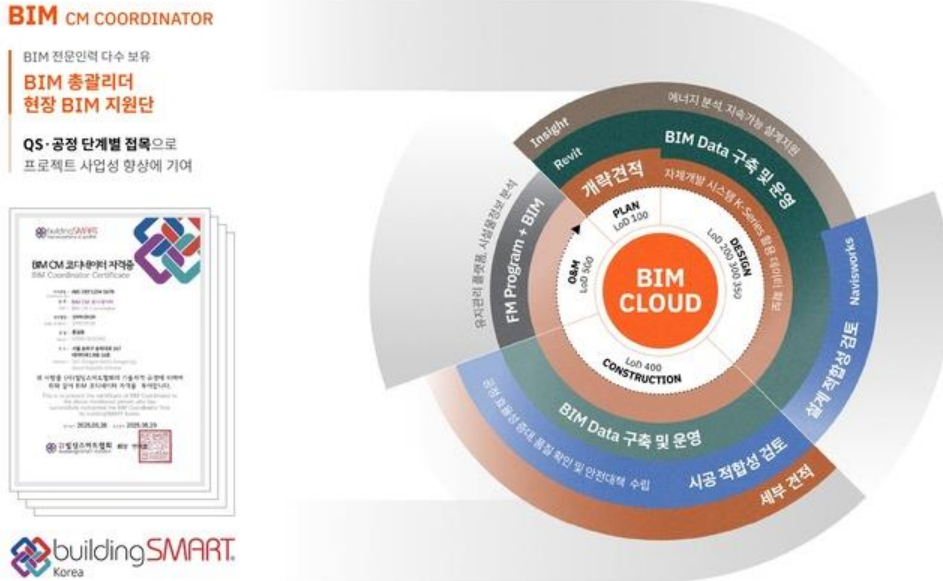 BIM CM COORDINATOR
BIM 전문인력 다수 보유
BIM 총괄리더
현장 BIM 지원단
QS·공정 단계별 접목으로
프로젝트 사업성 향상에 기여
buildingSMART
BIM CM 코디네이터 자격증
BIM Coordinator Certificate
2025.05.29
buildingSMART
Korea
Insight
에너지 분석, 지속가능 설계지원
Revit
BIM Data 구축 및 운영
개략견적
자체개발 시스템 K-Series 활용 데이터 확보
PLAN
LoD 100
DESIGN
LoD 200 300 350
BIM
CLOUD
O&M
LoD 500
FM Program + BIM
유지관리 플랫폼, 시설물정보 분석
LoD 400
CONSTRUCTION
BIM Data 구축 및 운영
공정 효율성 증대, 품질 확인 및 안전대책 수립
시공 적합성 검토
세부 견적
Navisworks
설계 적합성 검토